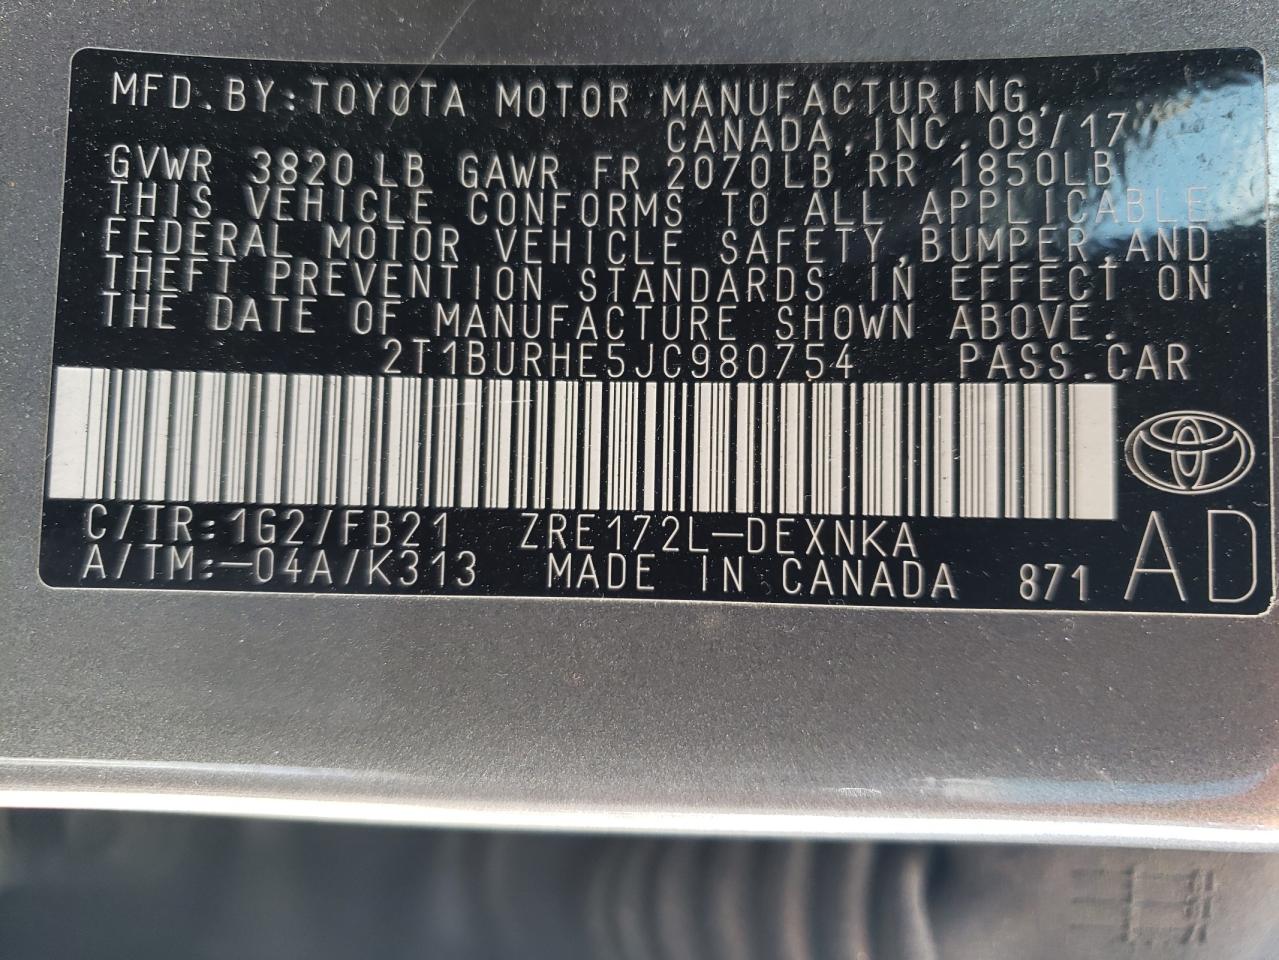 MFD.BY:TOYOTA MOTOR MANUFACTURING,
CANADA,INC. 09/17
GVWR 3820 LB GAWR FR 2070LB RR 1850LB
THIS VEHICLE CONFORMS TO ALL APPLICABLE
FEDERAL MOTOR VEHICLE SAFETY,BUMPER,AND
THEFT PREVENTION STANDARDS IN EFFECT ON
THE DATE OF MANUFACTURE SHOWN ABOVE.
2T1BURHE5JC980754 PASS.CAR
C/TR:1G2/FB21 ZRE172L-DEXNKA
A/TM:-04A/K313 MADE IN CANADA 871 AD